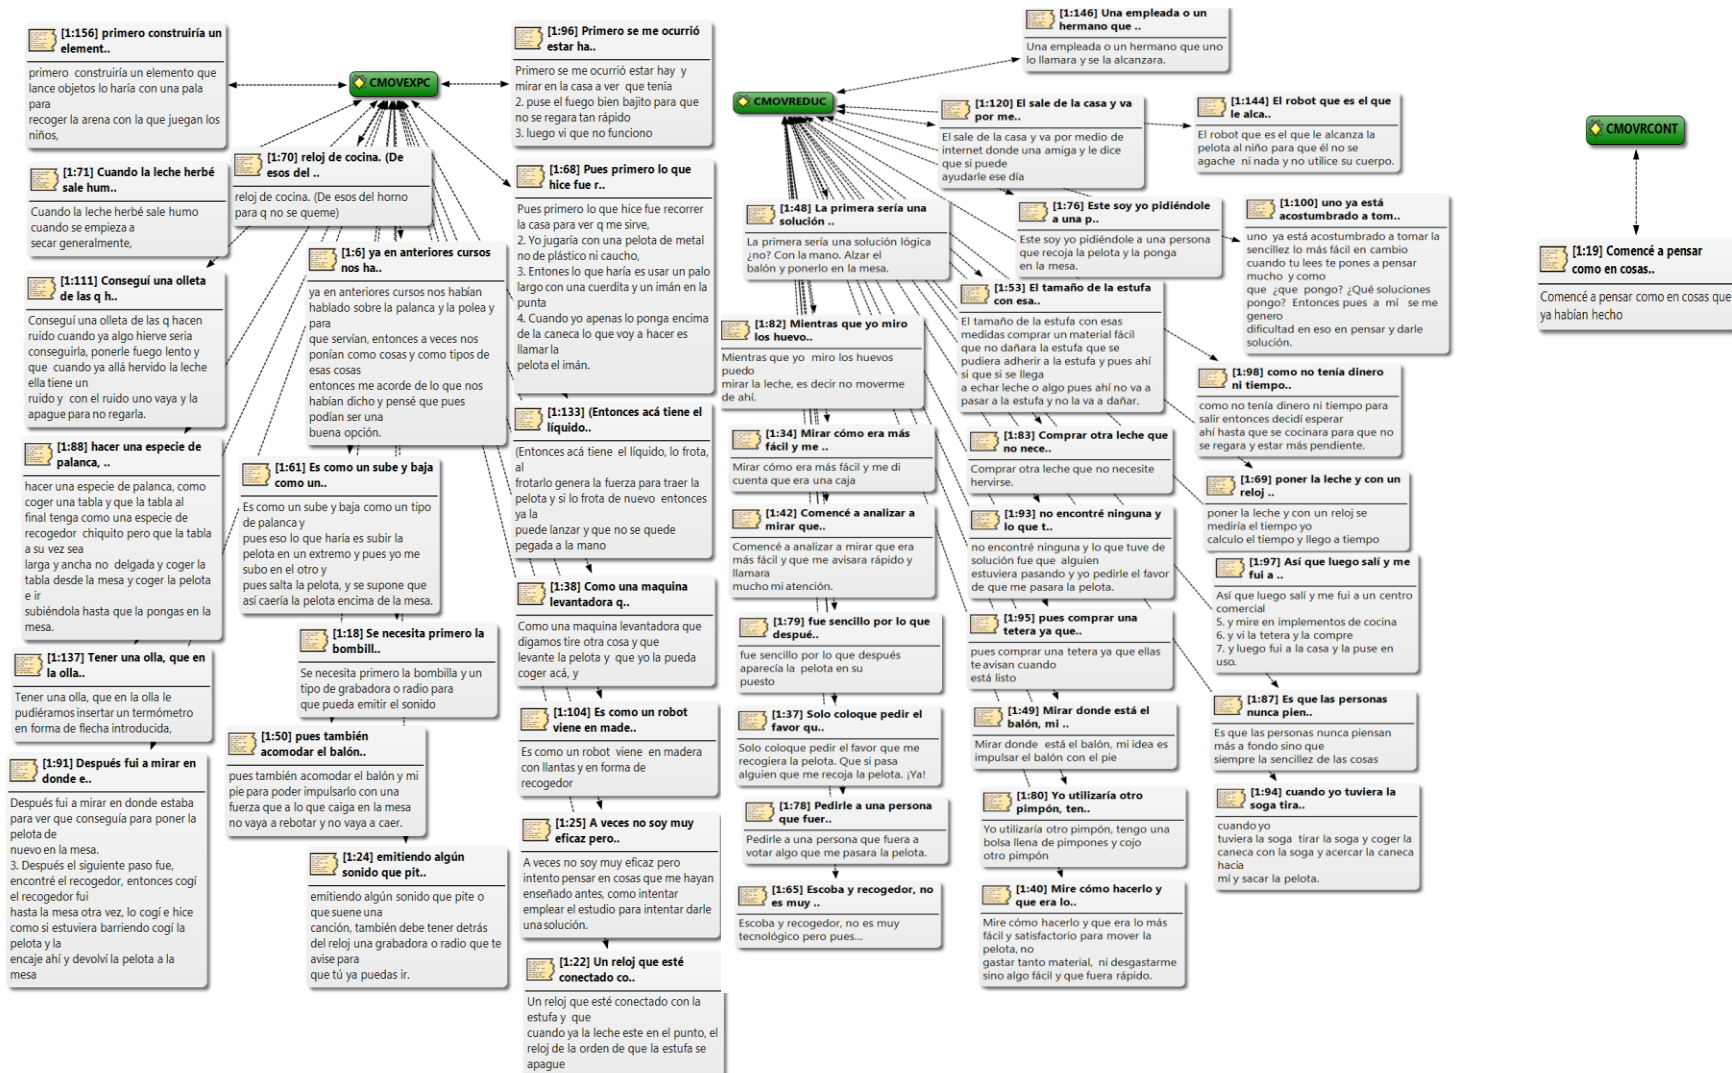 [1:156] primero construiría un
element..
primero construiría un elemento que
lance objetos lo haría con una pala
para
recoger la arena con la que juegan los
niños,
[1:71] Cuando la leche herbé
sale hum..
Cuando la leche herbé sale humo
cuando se empieza a
secar generalmente,
[1:111] Conseguí una olleta
de las q h..
Conseguí una olleta de las q hacen
ruido cuando ya algo hierve seria
conseguirla, ponerle fuego lento y
que cuando ya allá hervido la leche
ella tiene un
ruido y con el ruido uno vaya y la
apague para no regarla.
[1:88] hacer una especie de
palanca, ..
hacer una especie de palanca, como
coger una tabla y que la tabla al
final tenga como una especie de
recogedor chiquito pero que la tabla
a su vez sea
larga y ancha no delgada y coger la
tabla desde la mesa y coger la pelota
e ir
subiéndola hasta que la pongas en la
mesa.
[1:137] Tener una olla, que en
la olla..
Tener una olla, que en la olla le
pudiéramos insertar un termómetro
en forma de flecha introducida,
[1:91] Después fui a mirar en
donde e..
Después fui a mirar en donde estaba
para ver que conseguía para poner la
pelota de
nuevo en la mesa.
3. Después el siguiente paso fue,
encontré el recogedor, entonces cogí
el recogedor fui
hasta la mesa otra vez, lo cogí e hice
como si estuviera barriendo cogí la
pelota y la
encaje ahí y devolví la pelota a la
mesa
CMOVEXPC
[1:70] reloj de cocina. (De
esos del ..
reloj de cocina. (De esos del horno
para q no se queme)
[1:6] ya en anteriores cursos
nos ha..
ya en anteriores cursos nos habían
hablado sobre la palanca y la polea y
para
que servían, entonces a veces nos
ponían como cosas y como tipos de
esas cosas
entonces me acorde de lo que nos
habían dicho y pensé que pues
podían ser una
buena opción.
[1:61] Es como un sube y baja
como un..
Es como un sube y baja como un tipo
de palanca y
pues eso lo que haría es subir la
pelota en un extremo y pues yo me
subo en el otro y
pues salta la pelota, y se supone que
así caería la pelota encima de la mesa.
[1:18] Se necesita primero la
bombill..
Se necesita primero la bombilla y un
tipo de grabadora o radio para
que pueda emitir el sonido
[1:50] pues también
acomodar el balón..
pues también acomodar el balón y mi
pie para poder impulsarlo con una
fuerza que a lo que caiga en la mesa
no vaya a rebotar y no vaya a caer.
[1:24] emitiendo algún
sonido que pit..
emitiendo algún sonido que pite o
que suene una
canción, también debe tener detrás
del reloj una grabadora o radio que te
avise para
que tú ya puedas ir.
[1:96] Primero se me ocurrió
estar ha..
Primero se me ocurrió estar hay y
mirar en la casa a ver que tenía
2. puse el fuego bien bajito para que
no se regara tan rápido
3. luego vi que no funciono
[1:68] Pues primero lo que
hice fue r..
Pues primero lo que hice fue recorrer
la casa para ver q me sirve,
2. Yo jugaría con una pelota de metal
no de plástico ni caucho,
3. Entones lo que haría es usar un palo
largo con una cuerdita y un imán en la
punta
4. Cuando yo apenas lo ponga encima
de la caneca lo que voy a hacer es
llamar la
pelota el imán.
[1:133] (Entonces acá tiene el
líquido..
(Entonces acá tiene el líquido, lo frota,
al
frotarlo genera la fuerza para traer la
pelota y si lo frota de nuevo entonces
ya la
puede lanzar y que no se quede
pegada a la mano
[1:38] Como una maquina
levantadora q..
Como una maquina levantadora que
digamos tire otra cosa y que
levante la pelota y que yo la pueda
coger acá, y
[1:104] Es como un robot
viene en made..
Es como un robot viene en madera
con llantas y en forma de
recogedor
[1:25] A veces no soy muy
eficaz pero..
A veces no soy muy eficaz pero
intento pensar en cosas que me hayan
enseñado antes, como intentar
emplear el estudio para intentar darle
una solución.
[1:22] Un reloj que esté
conectado co..
Un reloj que esté conectado con la
estufa y que
cuando ya la leche este en el punto, el
reloj de la orden de que la estufa se
apague
CMOVREDUC
[1:48] La primera sería una
solución ..
La primera sería una solución lógica
¿no? Con la mano. Alzar el
balón y ponerlo en la mesa.
[1:82] Mientras que yo miro
los huevo..
Mientras que yo miro los huevos
puedo
mirar la leche, es decir no moverme
de ahí.
[1:34] Mirar cómo era más
fácil y me ..
Mirar cómo era más fácil y me di
cuenta que era una caja
[1:42] Comencé a analizar a
mirar que..
Comencé a analizar a mirar que era
más fácil y que me avisara rápido y
llamara
mucho mi atención.
[1:79] fue sencillo por lo que
despué..
fue sencillo por lo que después
aparecía la pelota en su
puesto
[1:37] Solo coloque pedir el
favor qu..
Solo coloque pedir el favor que me
recogiera la pelota. Que si pasa
alguien que me recoja la pelota. ¡Ya!
[1:78] Pedirle a una persona
que fuer..
Pedirle a una persona que fuera a
votar algo que me pasara la pelota.
[1:65] Escoba y recogedor, no
es muy ..
Escoba y recogedor, no es muy
tecnológico pero pues...
[1:146] Una empleada o un
hermano que ..
Una empleada o un hermano que uno
lo llamara y se la alcanzara.
[1:120] El sale de la casa y va
por me..
El sale de la casa y va por medio de
internet donde una amiga y le dice
que si puede
ayudarle ese día
[1:76] Este soy yo pidiéndole
a una p..
Este soy yo pidiéndole a una persona
que recoja la pelota y la ponga
en la mesa.
[1:53] El tamaño de la estufa
con esa..
El tamaño de la estufa con esas
medidas comprar un material fácil
que no dañara la estufa que se
pudiera adherir a la estufa y pues ahí
si que si se llega
a echar leche o algo pues ahí no va a
pasar a la estufa y no la va a dañar.
[1:83] Comprar otra leche que
no nece..
Comprar otra leche que no necesite
hervirse.
[1:93] no encontré ninguna y
lo que t..
no encontré ninguna y lo que tuve de
solución fue que alguien
estuviera pasando y yo pedirle el favor
de que me pasara la pelota.
[1:95] pues comprar una
tetera ya que..
pues comprar una tetera ya que ellas
te avisan cuando
está listo
[1:49] Mirar donde está el
balón, mi ..
Mirar donde está el balón, mi idea es
impulsar el balón con el pie
[1:80] Yo utilizaría otro
pimpón, ten..
Yo utilizaría otro pimpón, tengo una
bolsa llena de pimpones y cojo
otro pimpón
[1:40] Mire cómo hacerlo y
que era lo..
Mire cómo hacerlo y que era lo más
fácil y satisfactorio para mover la
pelota, no
gastar tanto material, ni desgastarme
sino algo fácil y que fuera rápido.
[1:144] El robot que es el que
le alca..
El robot que es el que le alcanza la
pelota al niño para que él no se
agache ni nada y no utilice su cuerpo.
[1:100] uno ya está
acostumbrado a tom..
uno ya está acostumbrado a tomar la
sencillez lo más fácil en cambio
cuando tu lees te pones a pensar
mucho y como
que ¿que pongo? ¿Qué soluciones
pongo? Entonces pues a mí se me
genero
dificultad en eso en pensar y darle
solución.
[1:98] como no tenía dinero
ni tiempo..
como no tenía dinero ni tiempo para
salir entonces decidí esperar
ahí hasta que se cocinara para que no
se regara y estar más pendiente.
[1:69] poner la leche y con un
reloj ..
poner la leche y con un reloj se
mediría el tiempo yo
calculo el tiempo y llego a tiempo
[1:97] Así que luego salí y me
fui a ..
Así que luego salí y me fui a un centro
comercial
5. y mire en implementos de cocina
6. y vi la tetera y la compre
7. y luego fui a la casa y la puse en
uso.
[1:87] Es que las personas
nunca pien..
Es que las personas nunca piensan
más a fondo sino que
siempre la sencillez de las cosas
[1:94] cuando yo tuviera la
soga tira..
cuando yo
tuviera la soga tirar la soga y coger la
caneca con la soga y acercar la caneca
hacia
mí y sacar la pelota.
CMOVRCONT
[1:19] Comencé a pensar
como en cosas..
Comencé a pensar como en cosas que
ya habían hecho